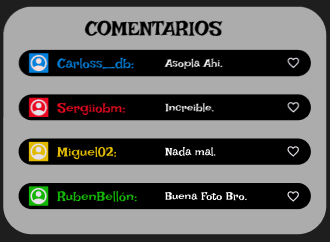 COMENTARIOS
Carloss__db: Asopla Ahi.
Sergiiobm: Increible.
Miguel02: Nada mal.
RubenBellón: Buena Foto Bro.